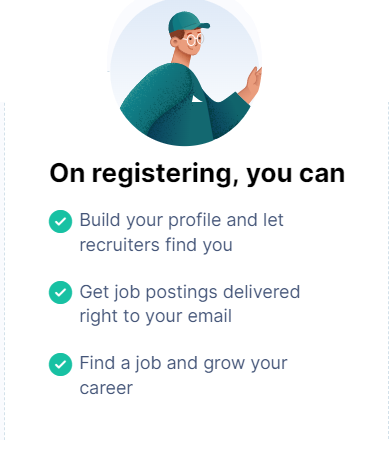 On registering, you can
Build your profile and let
recruiters find you
Get job postings delivered
right to your email
Find a job and grow your
career